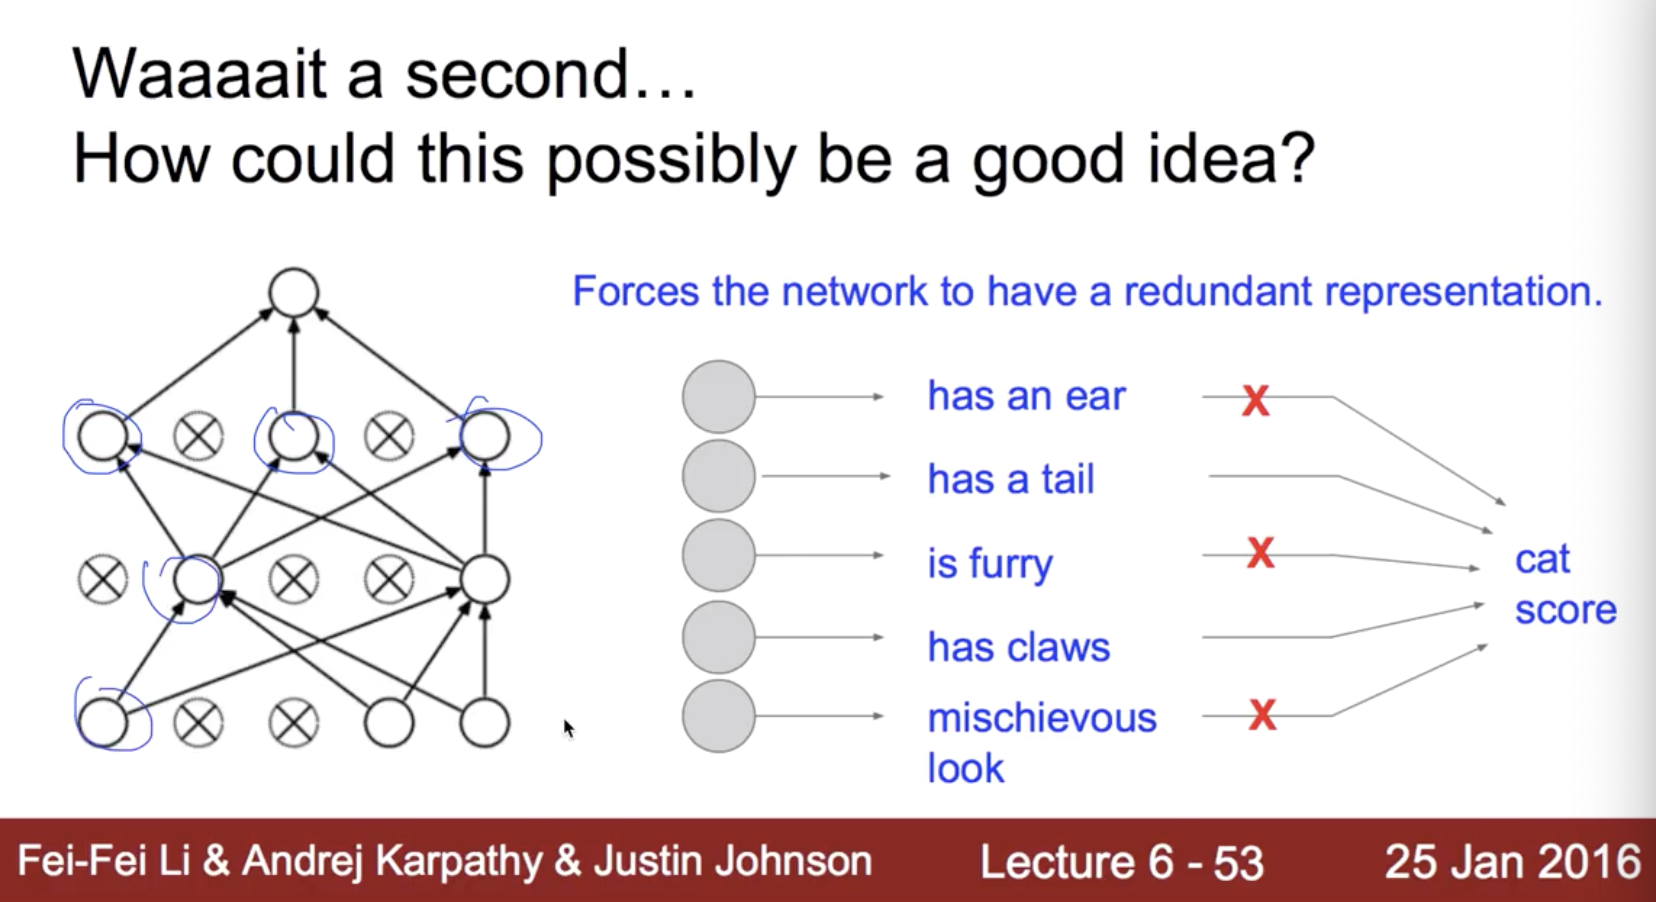 Waaaait a second…
How could this possibly be a good idea?
Forces the network to have a redundant representation.
has an ear
X
has a tail
is furry
X
has claws
mischievous
look
X
cat
score
Fei-Fei Li & Andrej Karpathy & Justin Johnson
Lecture 6 - 53
25 Jan 2016